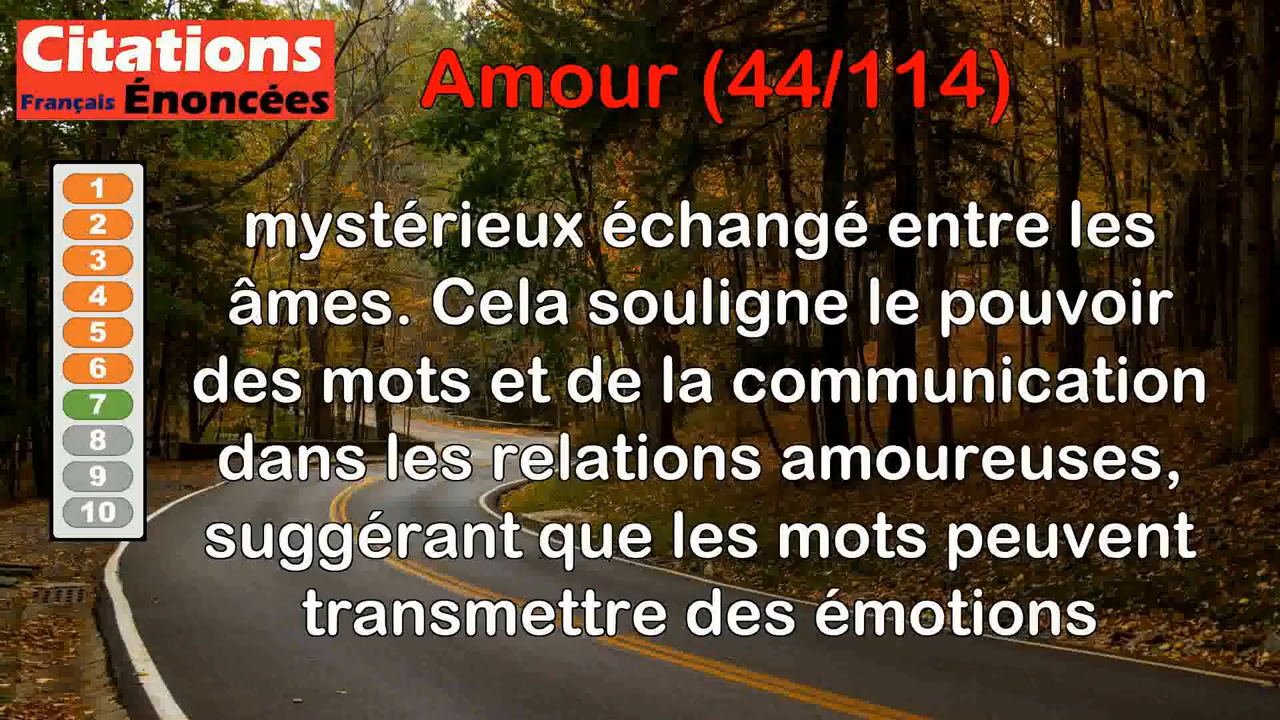 Citations
Français Énoncées
Amour (44/114)
1
2
3
4
5
6
7
8
9
10
mystérieux échangé entre les
âmes. Cela souligne le pouvoir
des mots et de la communication
dans les relations amoureuses,
suggérant que les mots peuvent
transmettre des émotions